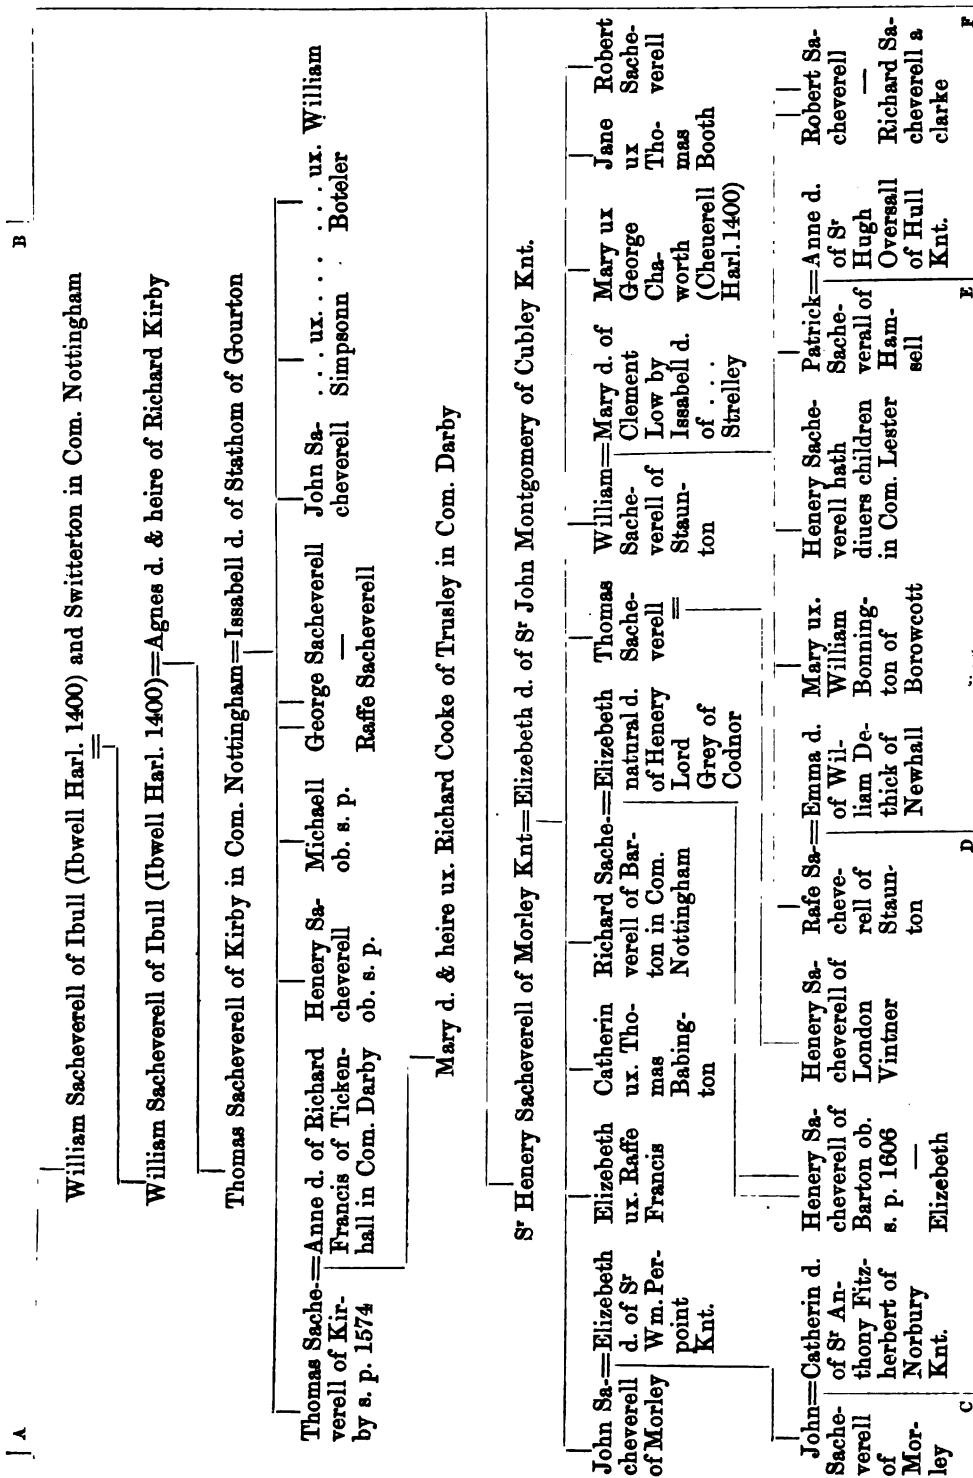 A
B
William Sacheverell of Ibull (Ibwell Harl. 1400) and Switterton in Com. Nottingham
=
William Sacheverell of Ibull (Ibwell Harl. 1400)=Agnes d. & heire of Richard Kirby
Thomas Sacheverell of Kirby in Com. Nottingham=Issabell d. of Stathom of Gourton
Thomas Sache-=Anne d. of Richard
verell of Kir-
by s. p. 1574
Francis of Ticken-
hall in Com. Darby
Henery Sa-
cheverell
ob. s. p.
Michaell
ob. s. p.
George Sacheverell
—
Raffe Sacheverell
John Sa-
cheverell
. . . ux. . . .
Simpsonn
. . . ux. William
Boteler
Mary d. & heire ux. Richard Cooke of Trusley in Com. Darby
Sr Henery Sacheverell of Morley Knt=Elizebeth d. of Sr John Montgomery of Cubley Knt.
John Sa-=Elizebeth
cheverell
of Morley
d. of Sr
Wm. Per-
point
Knt.
Elizebeth
ux. Raffe
Francis
Catherin
ux. Tho-
mas
Babing-
ton
Richard Sache-=Elizebeth
verell of Bar-
ton in Com.
Nottingham
natural d.
of Henery
Lord
Grey of
Codnor
Thomas
Sache-
verell
=
William=Mary d. of
Sache-
verell of
Staun-
ton
Clement
Low by
Issabell d.
of . . . .
Strelley
Mary ux
George
Cha-
worth
(Cheuerell
Harl. 1400)
Jane
ux
Tho-
mas
Booth
Robert
Sache-
verell
John=Catherin d.
Sache-
verell
of
Mor-
ley
of Sr An-
thony Fitz-
herbert of
Norbury
Knt.
Henery Sa-
cheverell of
Barton ob.
s. p. 1606
—
Elizebeth
Henery Sa-
cheverell of
London
Vintner
Rafe Sa-=Emma d.
cheve-
rell of
Staun-
ton
of Wil-
liam De-
thick of
Newhall
Mary ux.
William
Bonning-
ton of
Borowcott
Henery Sache-
verell hath
diuers children
in Com. Lester
Patrick=Anne d.
Sache-
verall of
Ham-
sell
of Sr
Hugh
Oversall
of Hull
Knt.
Robert Sa-
cheverell
—
Richard Sa-
cheverell a
clarke
C
D
E
F